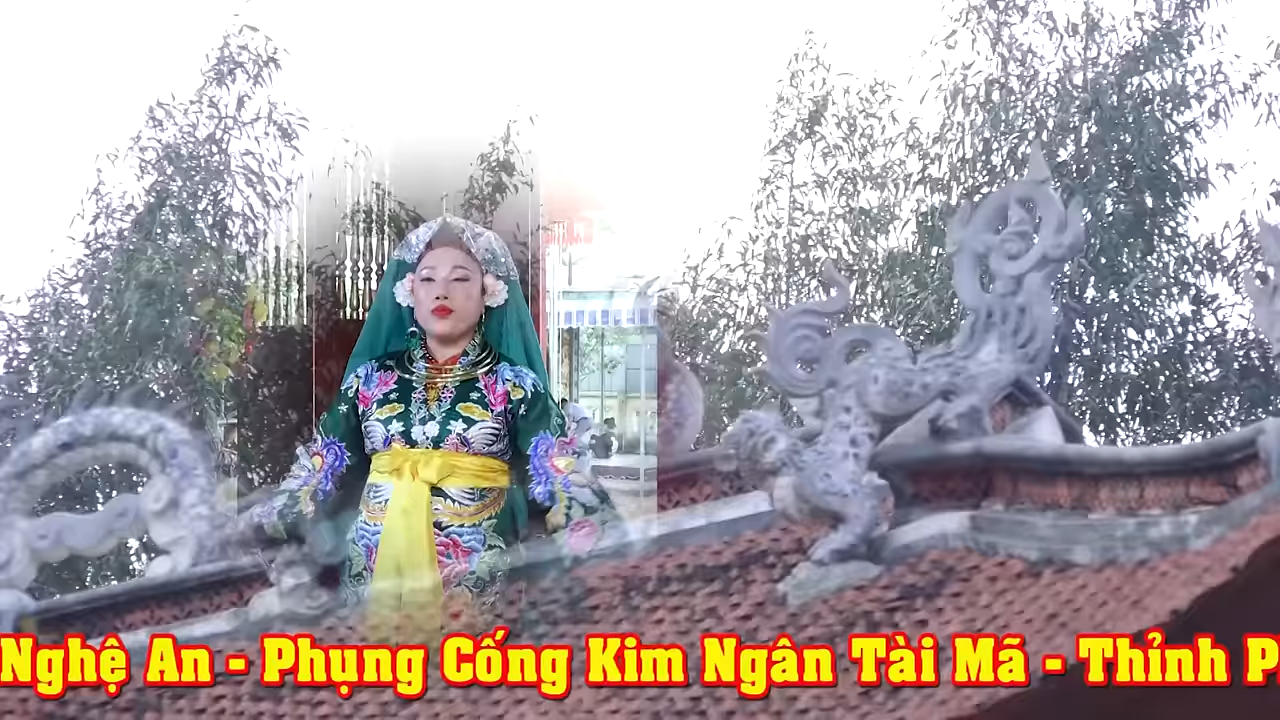 Nghệ An - Phụng Cống Kim Ngân Tài Mã - Thỉnh P